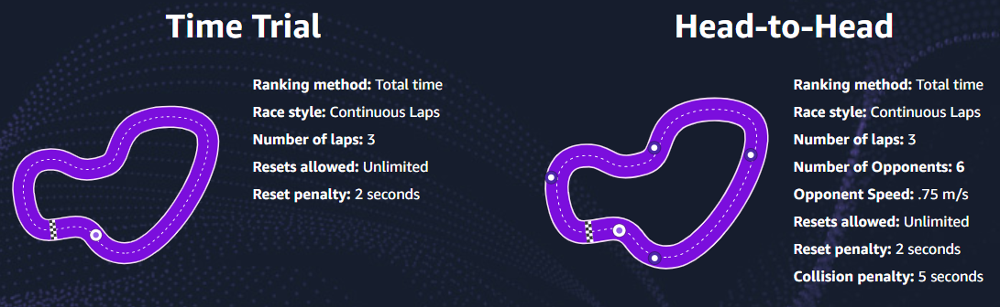 Time Trial
Ranking method: Total time
Race style: Continuous Laps
Number of laps: 3
Resets allowed: Unlimited
Reset penalty: 2 seconds
Head-to-Head
Ranking method: Total time
Race style: Continuous Laps
Number of laps: 3
Number of Opponents: 6
Opponent Speed: .75 m/s
Resets allowed: Unlimited
Reset penalty: 2 seconds
Collision penalty: 5 seconds